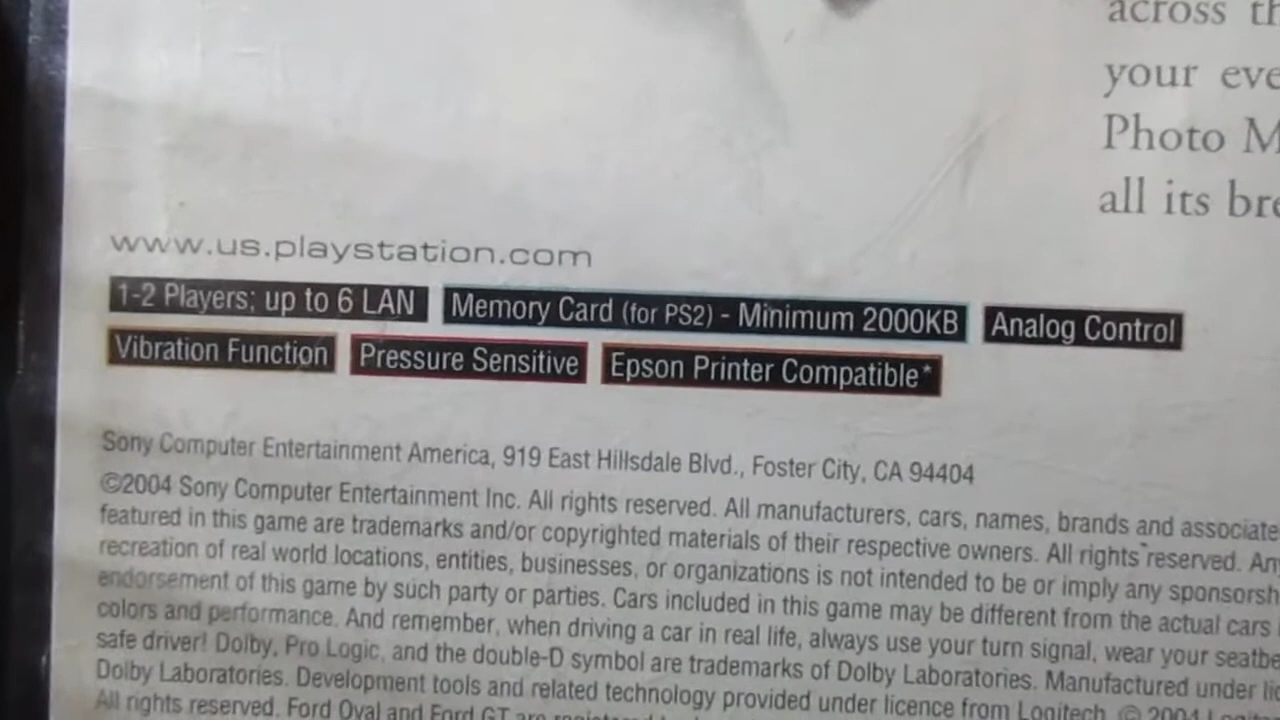 across
your
Photo
all its
www.us.playstation.com
1-2 Players; up to 6 LAN Memory Card (for PS2) - Minimum 2000KB Analog Control
Vibration Function Pressure Sensitive Epson Printer Compatible*
Sony Computer Entertainment America, 919 East Hillsdale Blvd., Foster City, CA 94404
©2004 Sony Computer Entertainment Inc. All rights reserved. All manufacturers, cars, names, brands and associate
featured in this game are trademarks and/or copyrighted materials of their respective owners. All rights reserved. An
recreation of real world locations, entities, businesses, or organizations is not intended to be or imply any sponsorsh
endorsement of this game by such party or parties. Cars included in this game may be different from the actual cars
colors and performance. And remember, when driving a car in real life, always use your turn signal, wear your seatbe
safe driver! Dolby, Pro Logic, and the double-D symbol are trademarks of Dolby Laboratories. Manufactured under lic
Dolby Laboratories. Development tools and related technology provided under licence from Logitech. © 2004 Logite
All rights reserved. Ford Oval and Ford GT are